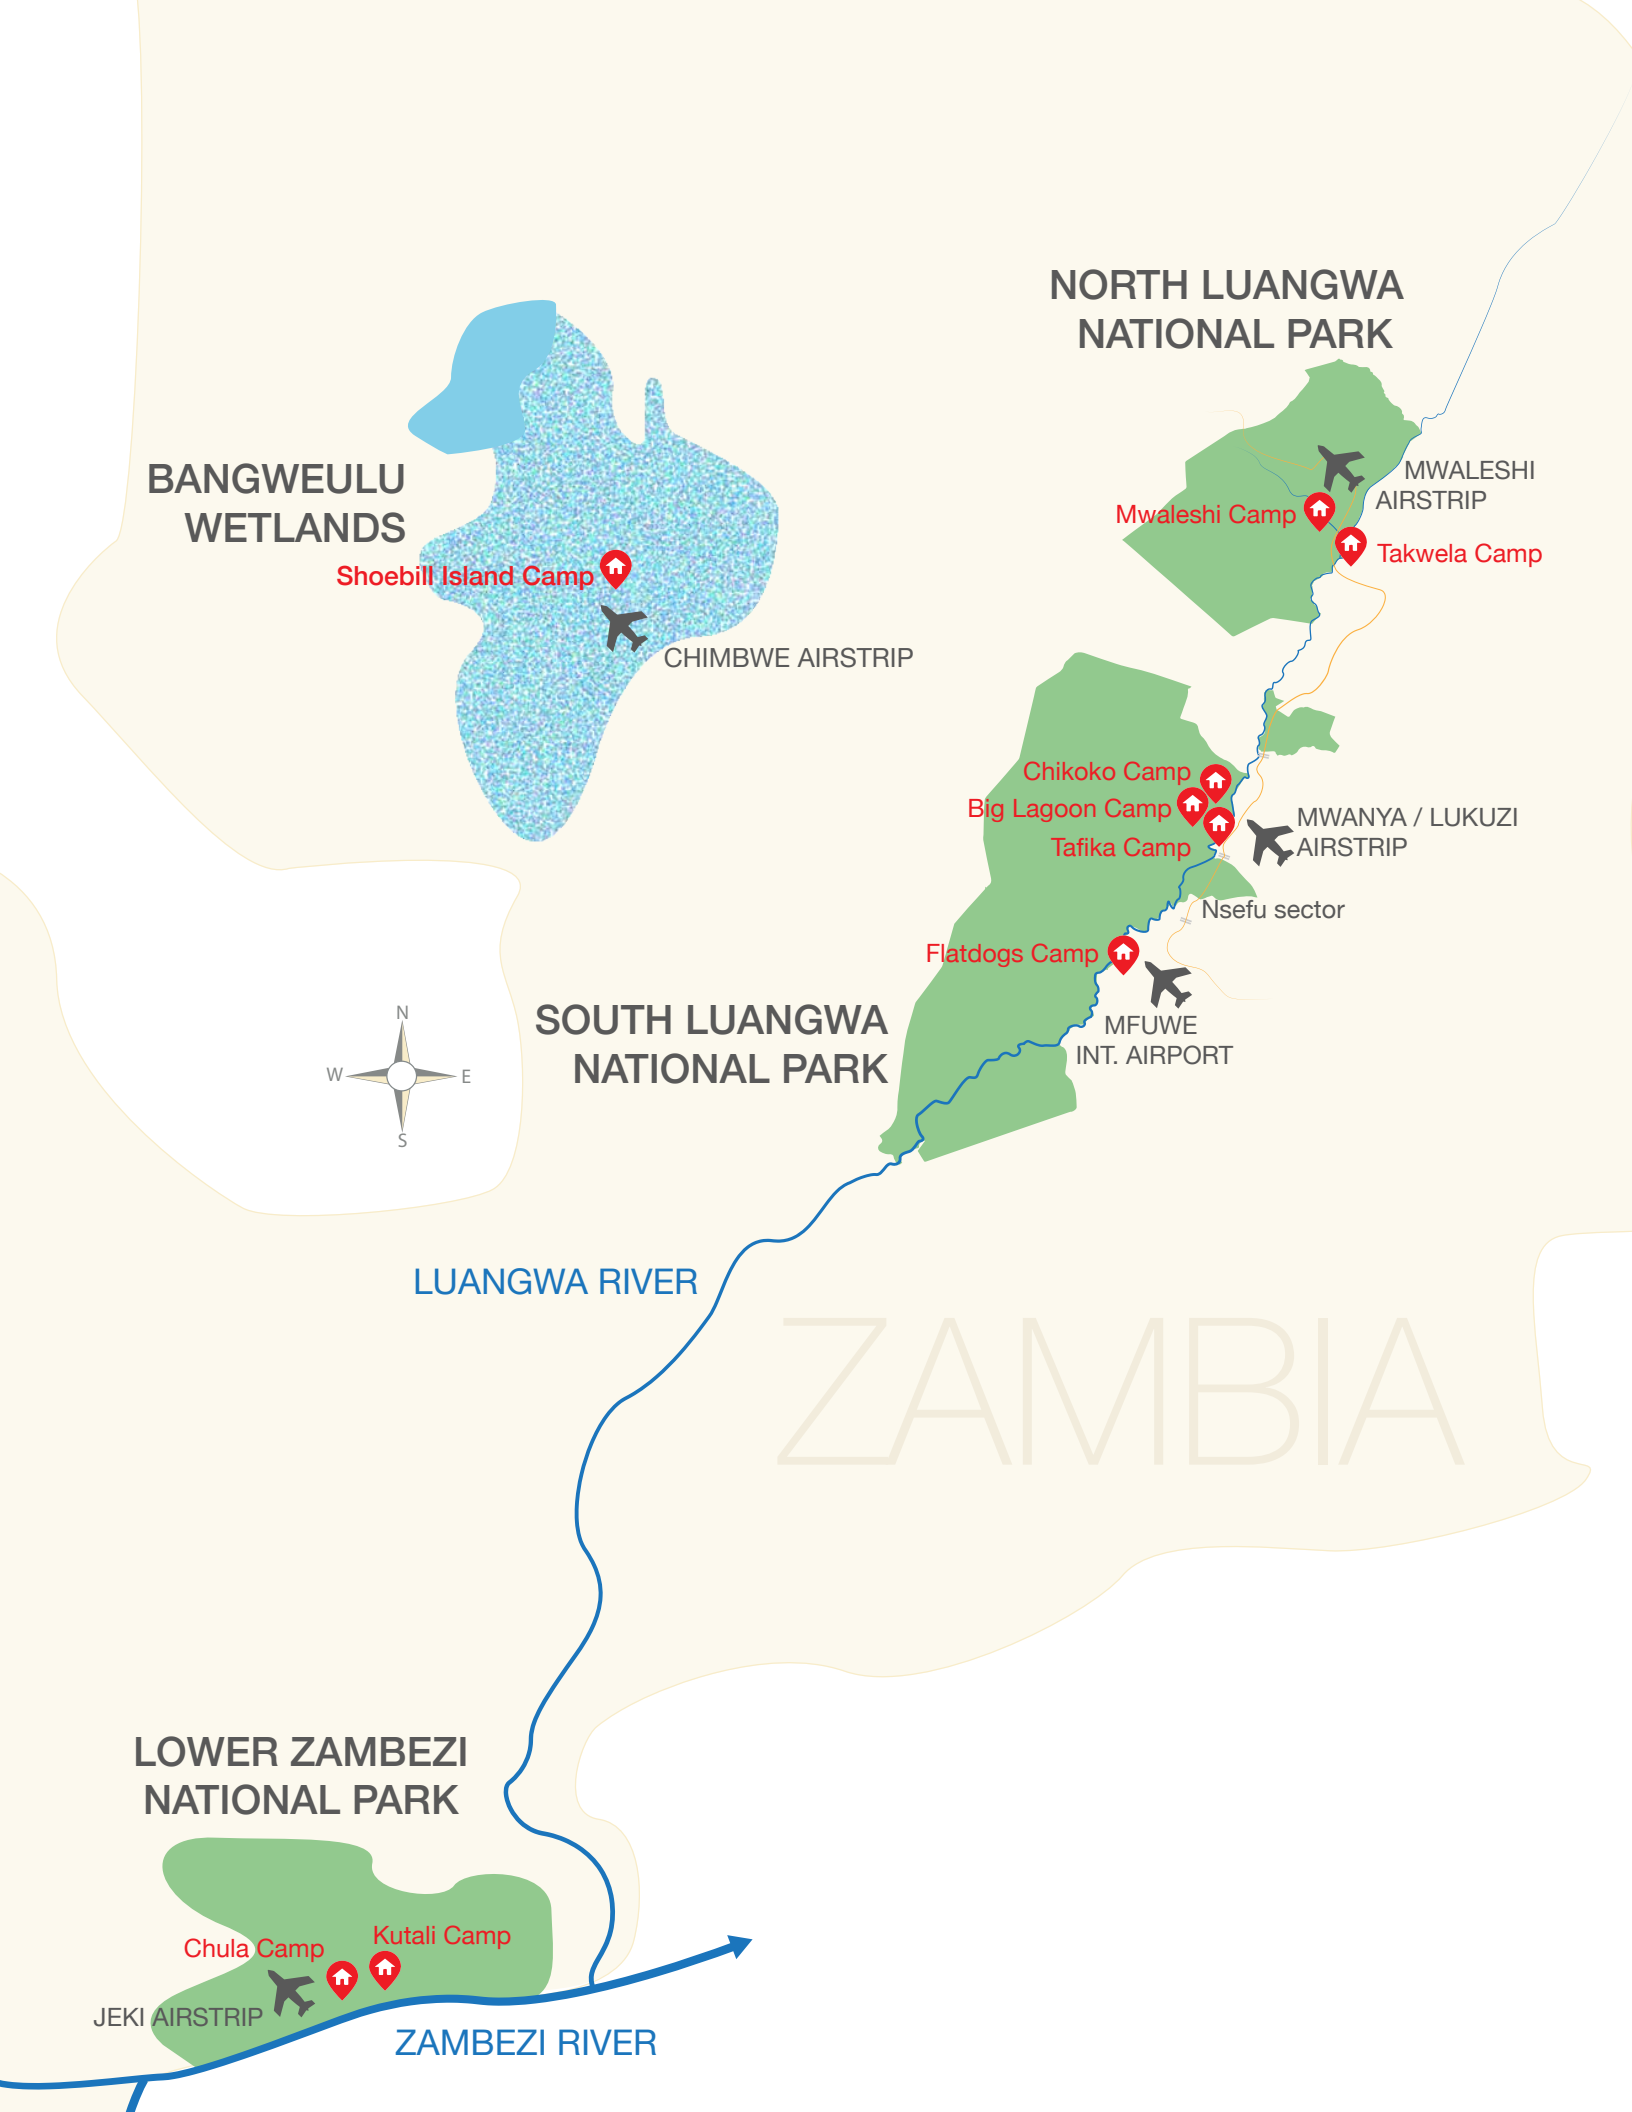 NORTH LUANGWA
NATIONAL PARK
BANGWEULU
WETLANDS
MWALESHI
AIRSTRIP
Mwaleshi Camp
Takwela Camp
Shoebill Island Camp
CHIMBWE AIRSTRIP
Chikoko Camp
Big Lagoon Camp
Tafika Camp
MWANYA / LUKUZI
AIRSTRIP
Nsefu sector
Flatdogs Camp
SOUTH LUANGWA
NATIONAL PARK
MFUWE
INT. AIRPORT
N
W
E
S
LUANGWA RIVER
ZAMBIA
LOWER ZAMBEZI
NATIONAL PARK
Chula Camp
Kutali Camp
JEKI AIRSTRIP
ZAMBEZI RIVER